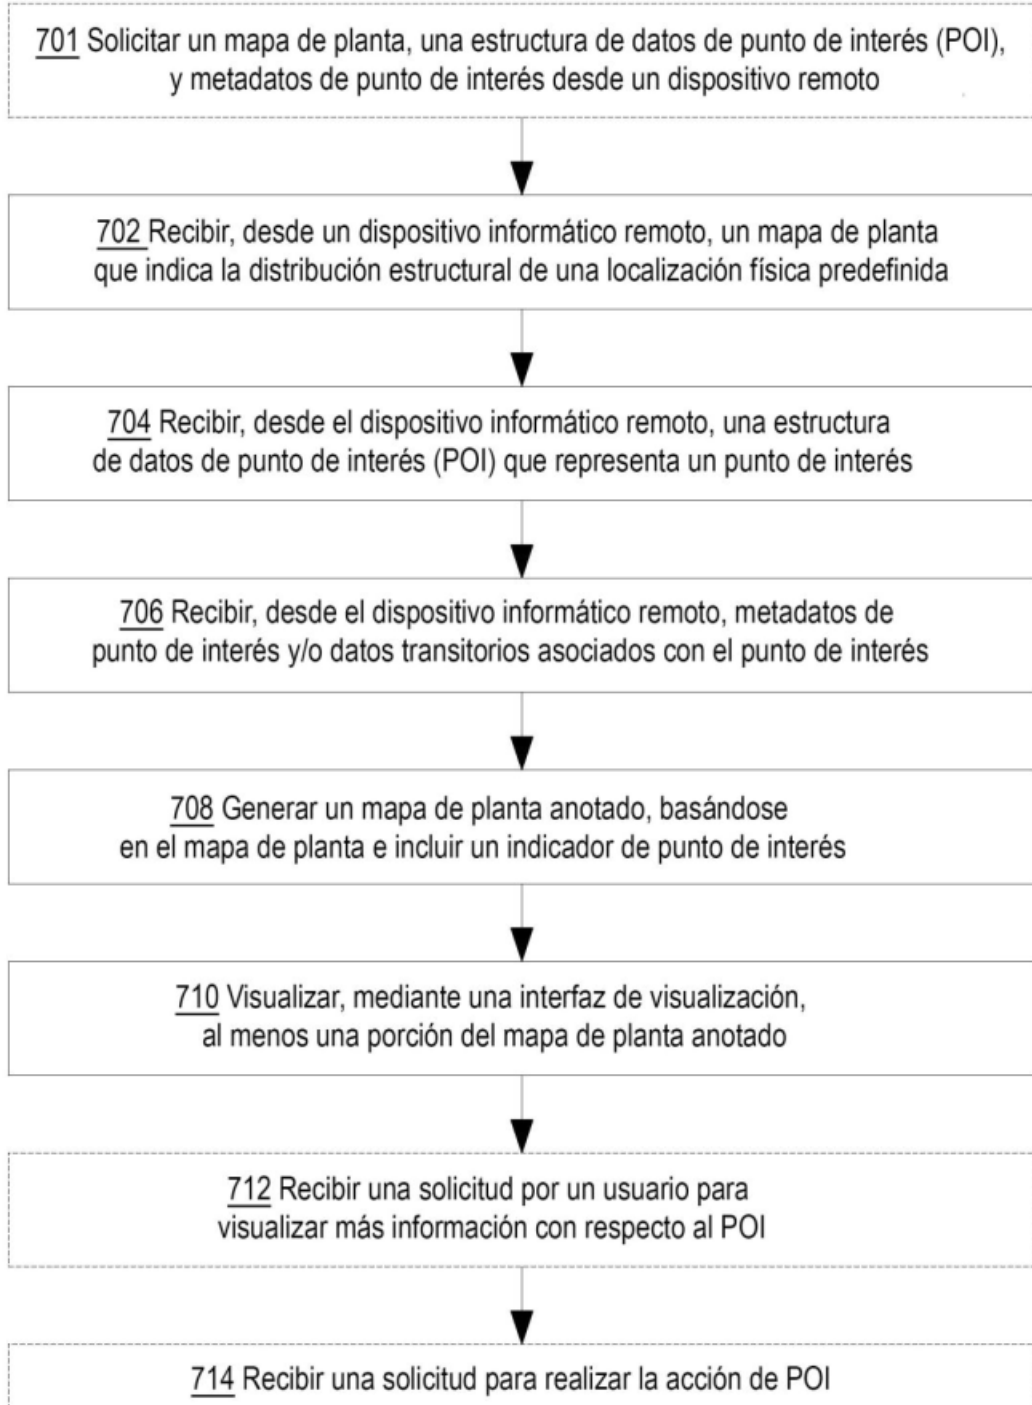 701 Solicitar un mapa de planta, una estructura de datos de punto de interés (POI),
y metadatos de punto de interés desde un dispositivo remoto
702 Recibir, desde un dispositivo informático remoto, un mapa de planta
que indica la distribución estructural de una localización física predefinida
704 Recibir, desde el dispositivo informático remoto, una estructura
de datos de punto de interés (POI) que representa un punto de interés
706 Recibir, desde el dispositivo informático remoto, metadatos de
punto de interés y/o datos transitorios asociados con el punto de interés
708 Generar un mapa de planta anotado, basándose
en el mapa de planta e incluir un indicador de punto de interés
710 Visualizar, mediante una interfaz de visualización,
al menos una porción del mapa de planta anotado
712 Recibir una solicitud por un usuario para
visualizar más información con respecto al POI
714 Recibir una solicitud para realizar la acción de POI